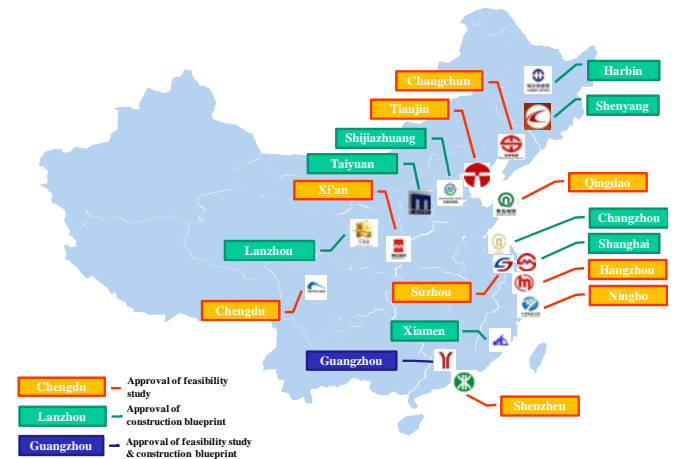 Harbin
Changchun
Tianjin
Shenyang
Shijiazhuang
Taiyuan
Xi'an
Qingdao
Changzhou
Lanzhou
Shanghai
Hangzhou
Suzhou
Ningbo
Chengdu
Xiamen
Guangzhou
Shenzhen
Chengdu
Approval of feasibility
study
Lanzhou
Approval of
construction blueprint
Guangzhou
Approval of feasibility study
& construction blueprint